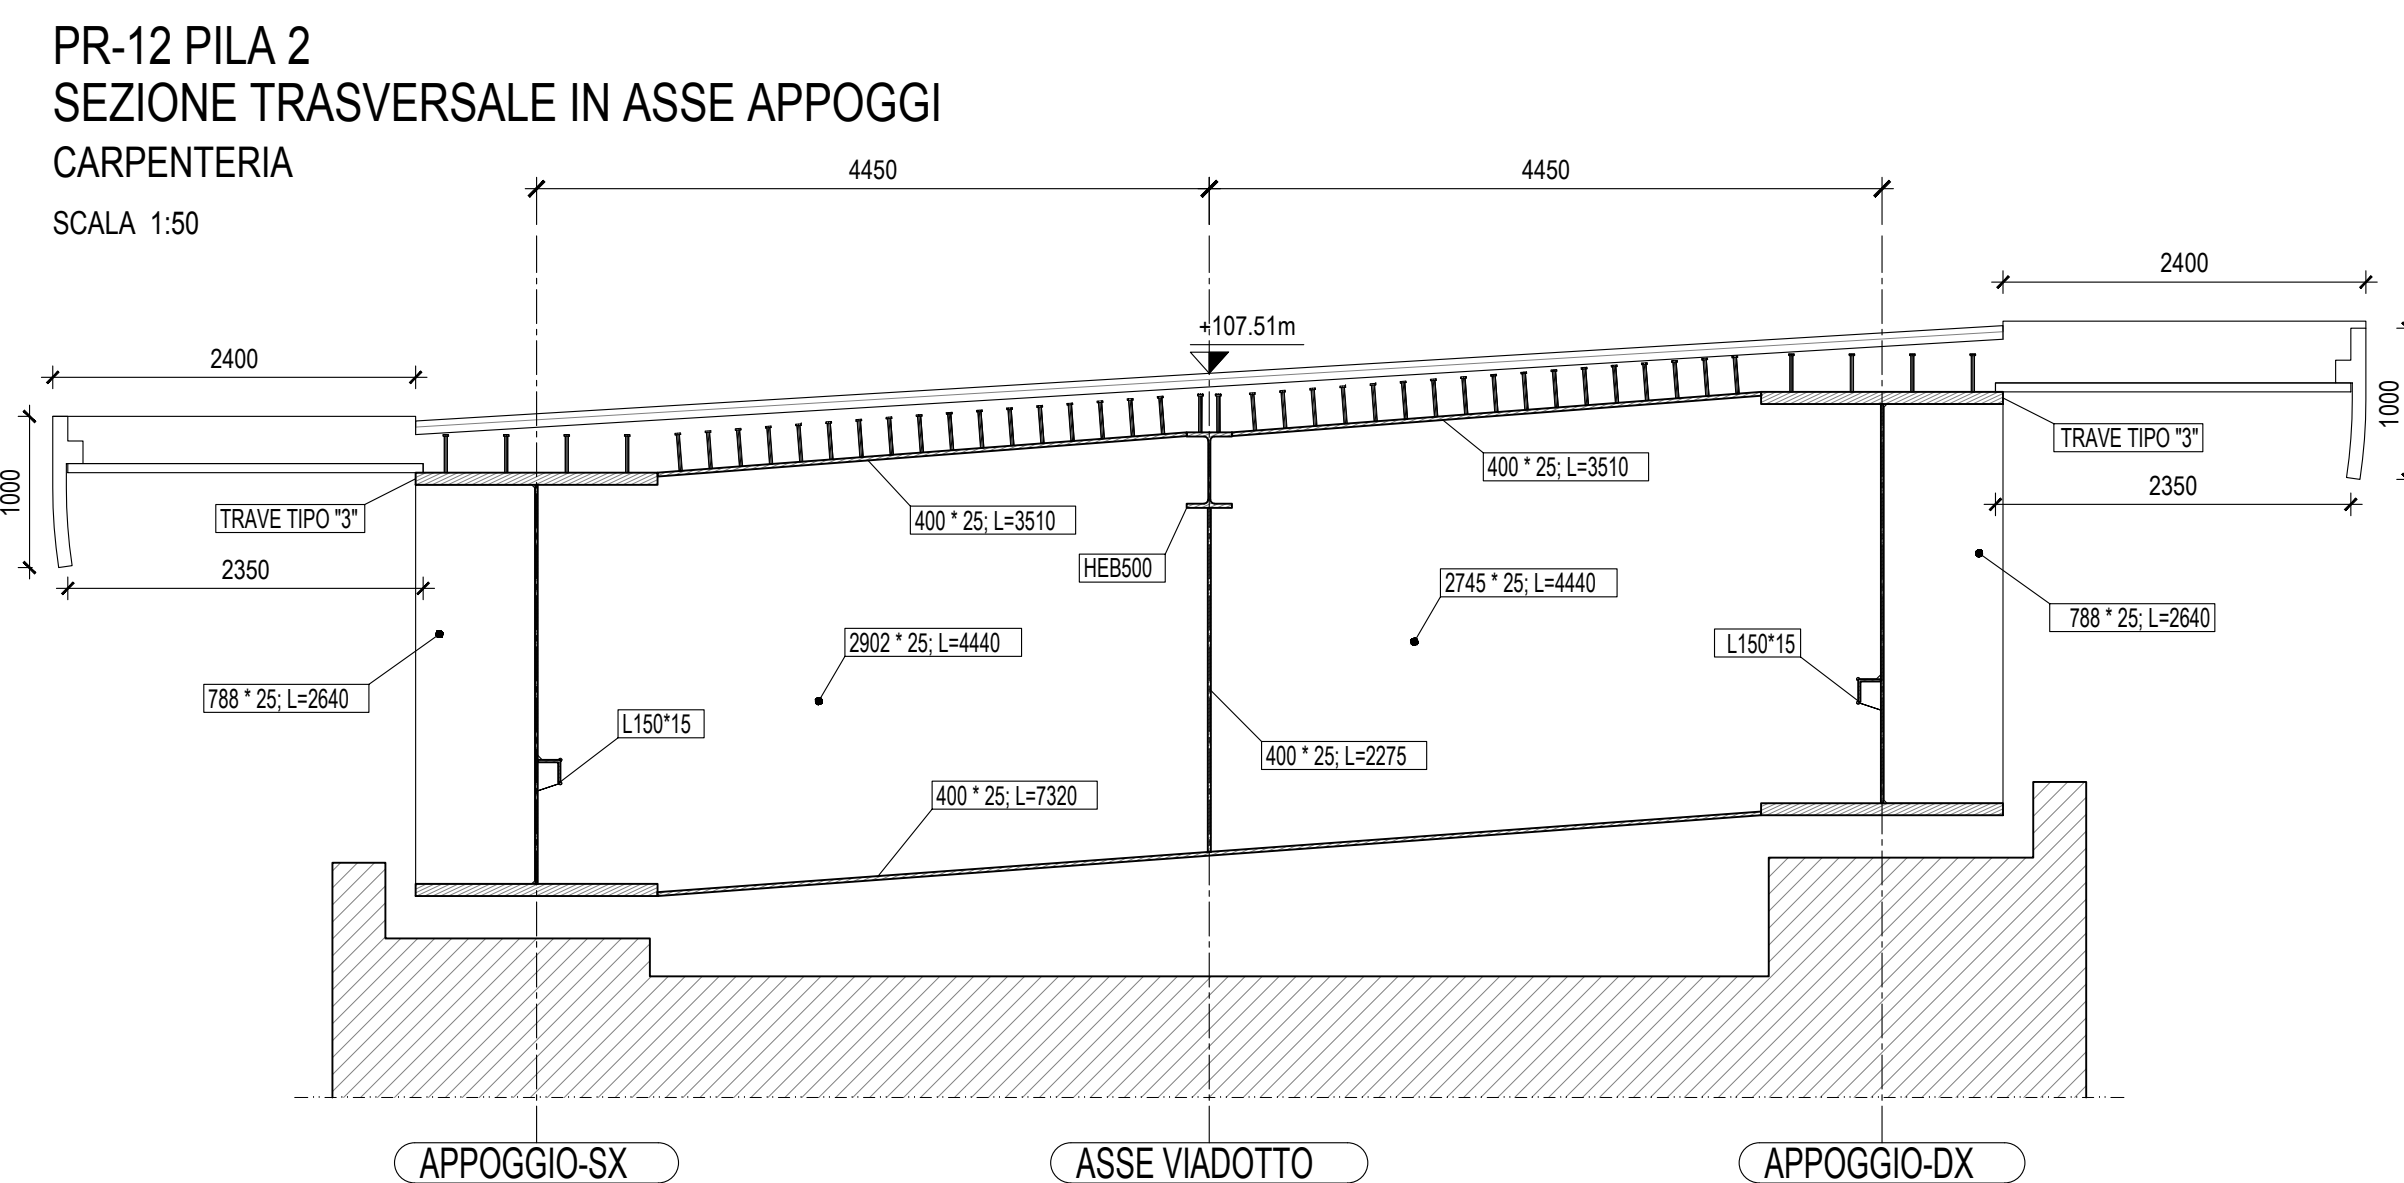 PR-12 PILA 2
SEZIONE TRASVERSALE IN ASSE APPOGGI
CARPENTERIA
SCALA 1:50
4450
4450
2400
+107.51m
2400
1000
1000
TRAVE TIPO "3"
400 * 25; L=3510
2350
TRAVE TIPO "3"
400 * 25; L=3510
2350
HEB500
2745 * 25; L=4440
788 * 25; L=2640
2902 * 25; L=4440
L150*15
788 * 25; L=2640
L150*15
400 * 25; L=2275
400 * 25; L=7320
APPOGGIO-SX
ASSE VIADOTTO
APPOGGIO-DX